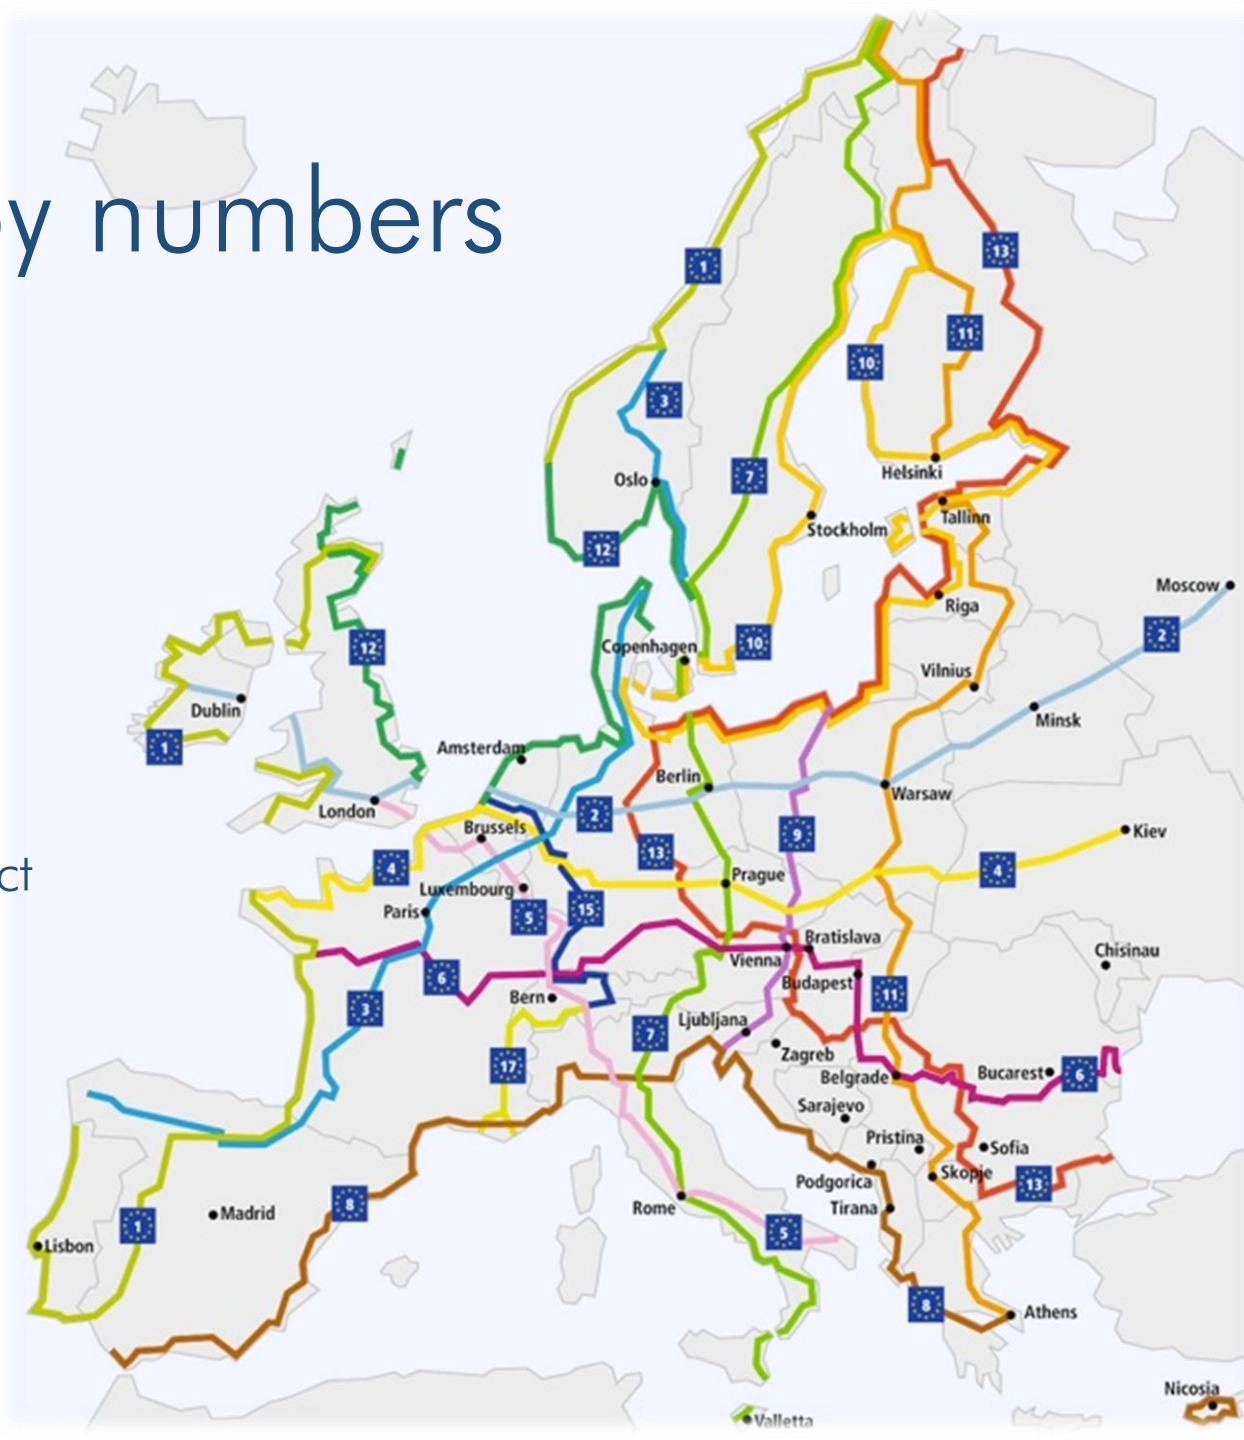 y numbers
1
13
11
10
3
7
Oslo
Helsinki
Tallinn
Stockholm
12
Moscow
Riga
2
12
10
Copenhagen
Vilnius
Dublin
Minsk
1
Amsterdam
Berlin
Warsaw
London
2
Brussels
9
Kiev
13
4
4
ct
Luxembourg
Prague
Paris
5
15
Bratislava
Chisinau
Vienna
6
Budapest
Bern
11
3
Ljubljana
7
Zagreb
17
Belgrade
Bucarest
6
Sarajevo
Pristina
Sofia
Skopje
Podgorica
13
8
Rome
Tirana
Madrid
1
5
Lisbon
8
Athens
Nicosia
Valletta